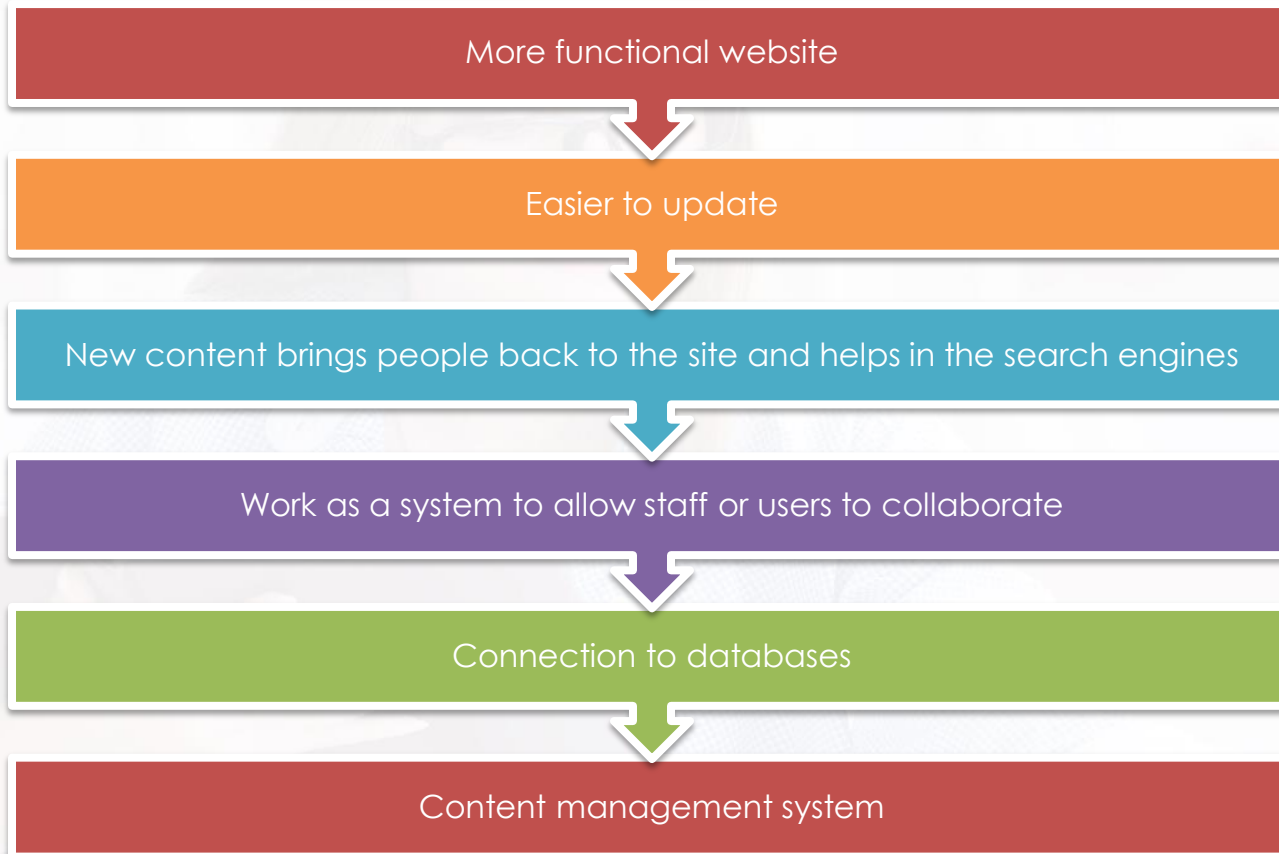 More functional website
Easier to update
New content brings people back to the site and helps in the search engines
Work as a system to allow staff or users to collaborate
Connection to databases
Content management system